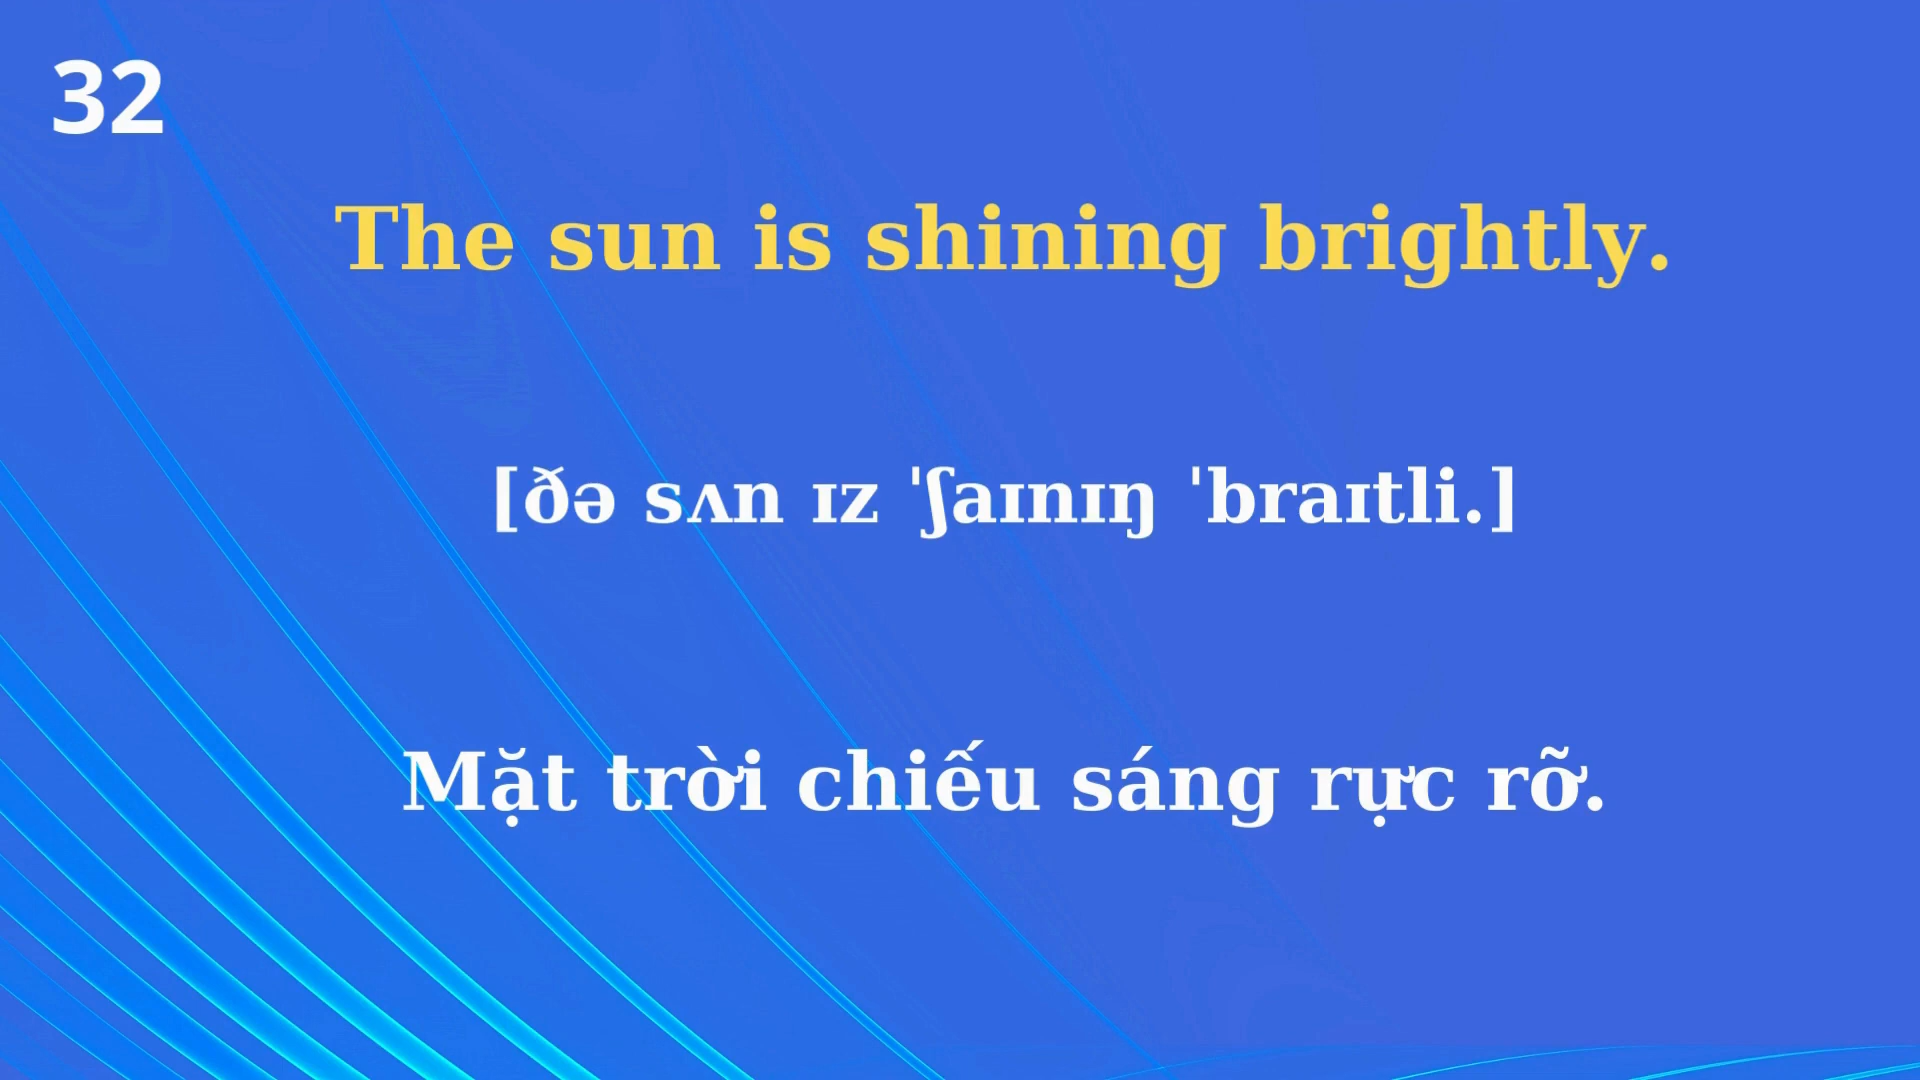 32
The sun is shining brightly.
[ðə sʌn ɪz ˈʃaɪnɪŋ ˈbraɪtli.]
Mặt trời chiếu sáng rực rỡ.